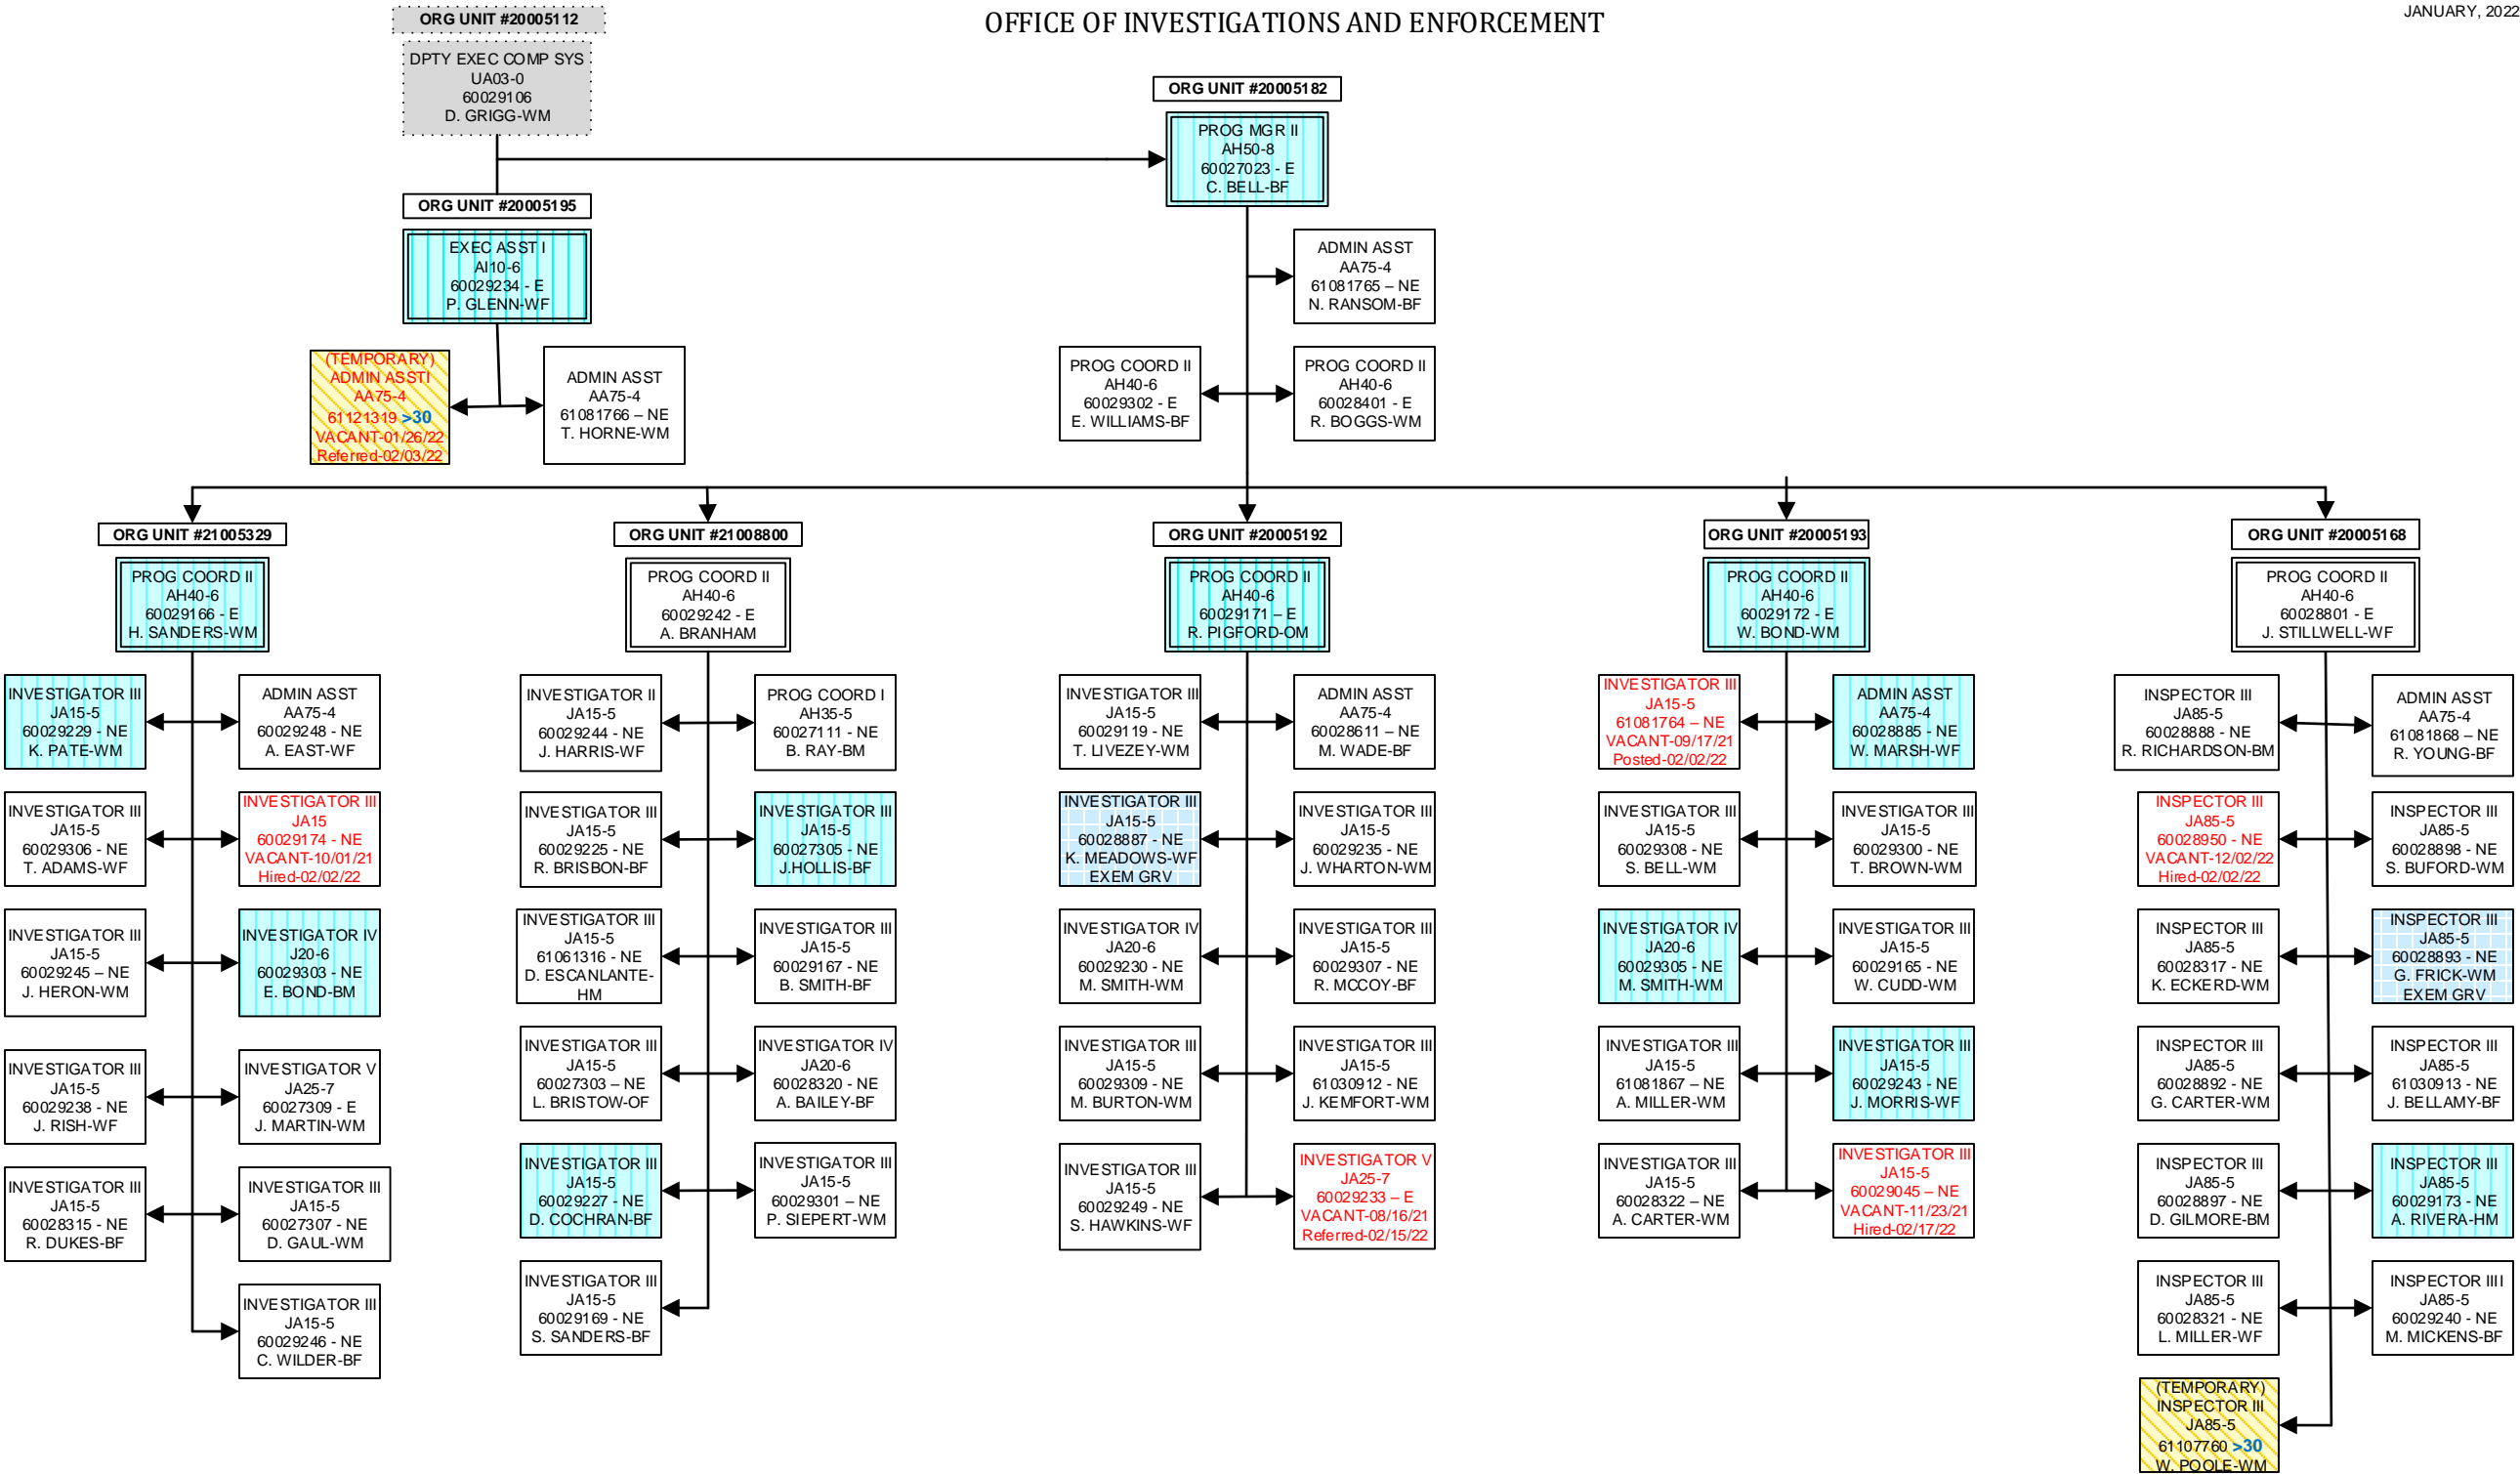 OFFICE OF INVESTIGATIONS AND ENFORCEMENT
JANUARY, 2022
ORG UNIT #20005112
DPTY EXEC COMP SYS
UA03-0
60029106
D. GRIGG-WM
ORG UNIT #20005182
PROG MGR II
AH50-8
60027023 - E
C. BELL-BF
ORG UNIT #20005195
EXEC ASST I
AI10-6
60029234 - E
P. GLENN-WF
ADMIN ASST
AA75-4
61081765 – NE
N. RANSOM-BF
(TEMPORARY)
ADMIN ASSTI
AA75-4
61121319 >30
VACANT-01/26/22
Referred-02/03/22
ADMIN ASST
AA75-4
61081766 – NE
T. HORNE-WM
PROG COORD II
AH40-6
60029302 - E
E. WILLIAMS-BF
PROG COORD II
AH40-6
60028401 - E
R. BOGGS-WM
ORG UNIT #21005329
PROG COORD II
AH40-6
60029166 - E
H. SANDERS-WM
INVESTIGATOR III
JA15-5
60029229 - NE
K. PATE-WM
ADMIN ASST
AA75-4
60029248 - NE
A. EAST-WF
INVESTIGATOR III
JA15-5
60029306 - NE
T. ADAMS-WF
INVESTIGATOR III
JA15
60029174 - NE
VACANT-10/01/21
Hired-02/02/22
INVESTIGATOR III
JA15-5
60029245 – NE
J. HERON-WM
INVESTIGATOR IV
J20-6
60029303 - NE
E. BOND-BM
INVESTIGATOR III
JA15-5
60029238 - NE
J. RISH-WF
INVESTIGATOR V
JA25-7
60027309 - E
J. MARTIN-WM
INVESTIGATOR III
JA15-5
60028315 - NE
R. DUKES-BF
INVESTIGATOR III
JA15-5
60027307 - NE
D. GAUL-WM
INVESTIGATOR III
JA15-5
60029246 - NE
C. WILDER-BF
ORG UNIT #21008800
PROG COORD II
AH40-6
60029242 - E
A. BRANHAM
INVESTIGATOR II
JA15-5
60029244 - NE
J. HARRIS-WF
PROG COORD I
AH35-5
60027111 - NE
B. RAY-BM
INVESTIGATOR III
JA15-5
60029225 - NE
R. BRISBON-BF
INVESTIGATOR III
JA15-5
60027305 - NE
J.HOLLIS-BF
INVESTIGATOR III
JA15-5
61061316 - NE
D. ESCANLANTE-
HM
INVESTIGATOR III
JA15-5
60029167 - NE
B. SMITH-BF
INVESTIGATOR III
JA15-5
60027303 – NE
L. BRISTOW-OF
INVESTIGATOR IV
JA20-6
60028320 - NE
A. BAILEY-BF
INVESTIGATOR III
JA15-5
60029227 - NE
D. COCHRAN-BF
INVESTIGATOR III
JA15-5
60029301 – NE
P. SIEPERT-WM
INVESTIGATOR III
JA15-5
60029169 - NE
S. SANDERS-BF
ORG UNIT #20005192
PROG COORD II
AH40-6
60029171 – E
R. PIGFORD-OM
INVESTIGATOR III
JA15-5
60029119 - NE
T. LIVEZEY-WM
ADMIN ASST
AA75-4
60028611 – NE
M. WADE-BF
INVESTIGATOR III
JA15-5
60028887 - NE
K. MEADOWS-WF
EXEM GRV
INVESTIGATOR III
JA15-5
60029235 - NE
J. WHARTON-WM
INVESTIGATOR IV
JA20-6
60029230 - NE
M. SMITH-WM
INVESTIGATOR III
JA15-5
60029307 - NE
R. MCCOY-BF
INVESTIGATOR III
JA15-5
60029309 - NE
M. BURTON-WM
INVESTIGATOR III
JA15-5
61030912 - NE
J. KEMFORT-WM
INVESTIGATOR III
JA15-5
60029249 - NE
S. HAWKINS-WF
INVESTIGATOR V
JA25-7
60029233 – E
VACANT-08/16/21
Referred-02/15/22
ORG UNIT #20005193
PROG COORD II
AH40-6
60029172 - E
W. BOND-WM
INVESTIGATOR III
JA15-5
61081764 – NE
VACANT-09/17/21
Posted-02/02/22
ADMIN ASST
AA75-4
60028885 - NE
W. MARSH-WF
INVESTIGATOR III
JA15-5
60029308 - NE
S. BELL-WM
INVESTIGATOR III
JA15-5
60029300 - NE
T. BROWN-WM
INVESTIGATOR IV
JA20-6
60029305 - NE
M. SMITH-WM
INVESTIGATOR III
JA15-5
60029165 - NE
W. CUDD-WM
INVESTIGATOR III
JA15-5
61081867 – NE
A. MILLER-WM
INVESTIGATOR III
JA15-5
60029243 - NE
J. MORRIS-WF
INVESTIGATOR III
JA15-5
60028322 – NE
A. CARTER-WM
INVESTIGATOR III
JA15-5
60029045 – NE
VACANT-11/23/21
Hired-02/17/22
ORG UNIT #20005168
PROG COORD II
AH40-6
60028801 - E
J. STILLWELL-WF
INSPECTOR III
JA85-5
60028888 - NE
R. RICHARDSON-BM
ADMIN ASST
AA75-4
61081868 – NE
R. YOUNG-BF
INSPECTOR III
JA85-5
60028950 - NE
VACANT-12/02/22
Hired-02/02/22
INSPECTOR III
JA85-5
60028898 - NE
S. BUFORD-WM
INSPECTOR III
JA85-5
60028317 - NE
K. ECKERD-WM
INSPECTOR III
JA85-5
60028893 - NE
G. FRICK-WM
EXEM GRV
INSPECTOR III
JA85-5
60028892 - NE
G. CARTER-WM
INSPECTOR III
JA85-5
61030913 - NE
J. BELLAMY-BF
INSPECTOR III
JA85-5
60028897 - NE
D. GILMORE-BM
INSPECTOR III
JA85-5
60029173 - NE
A. RIVERA-HM
INSPECTOR III
JA85-5
60028321 - NE
L. MILLER-WF
INSPECTOR IIII
JA85-5
60029240 - NE
M. MICKENS-BF
(TEMPORARY)
INSPECTOR III
JA85-5
61107760 >30
W. POOLE-WM